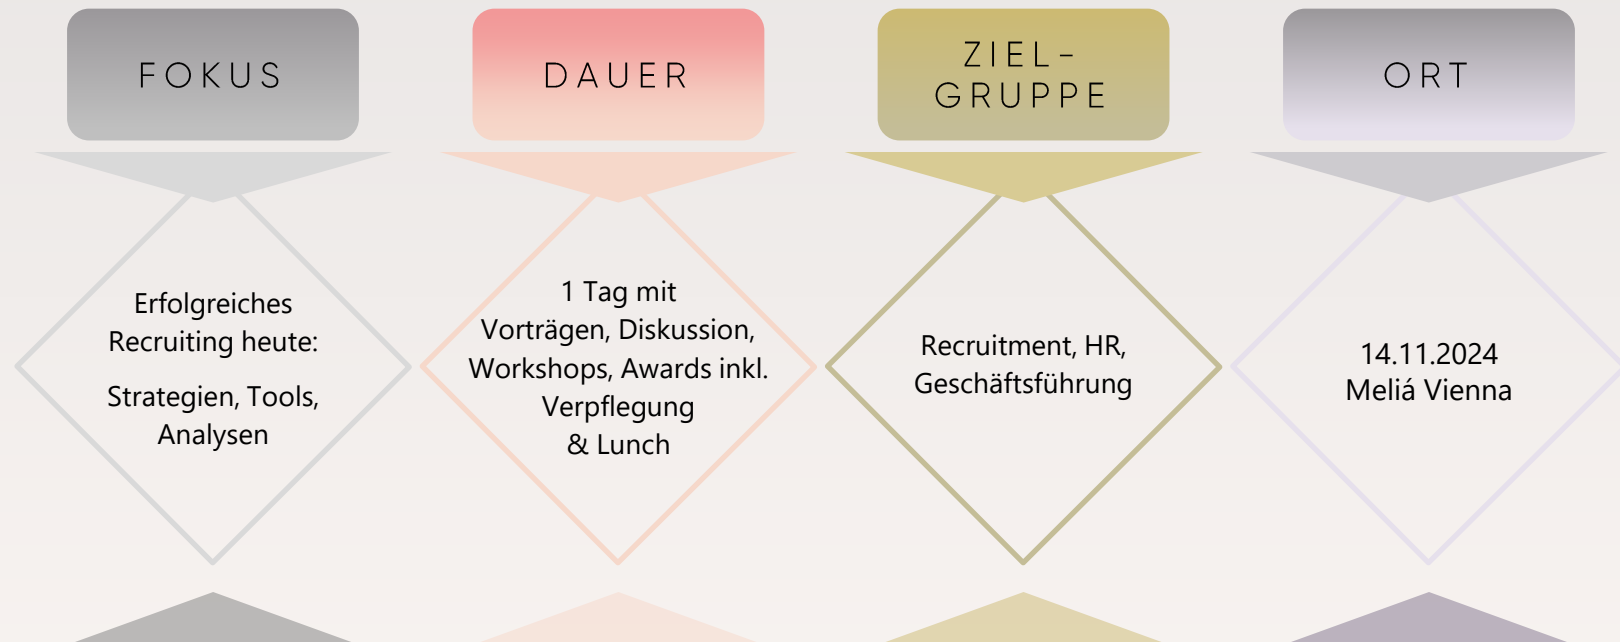 FOKUS
Erfolgreiches
Recruiting heute:
Strategien, Tools,
Analysen
DAUER
1 Tag mit
Vorträgen, Diskussion,
Workshops, Awards inkl.
Verpflegung
& Lunch
ZIEL-
GRUPPE
Recruitment, HR,
Geschäftsführung
ORT
14.11.2024
Meliá Vienna